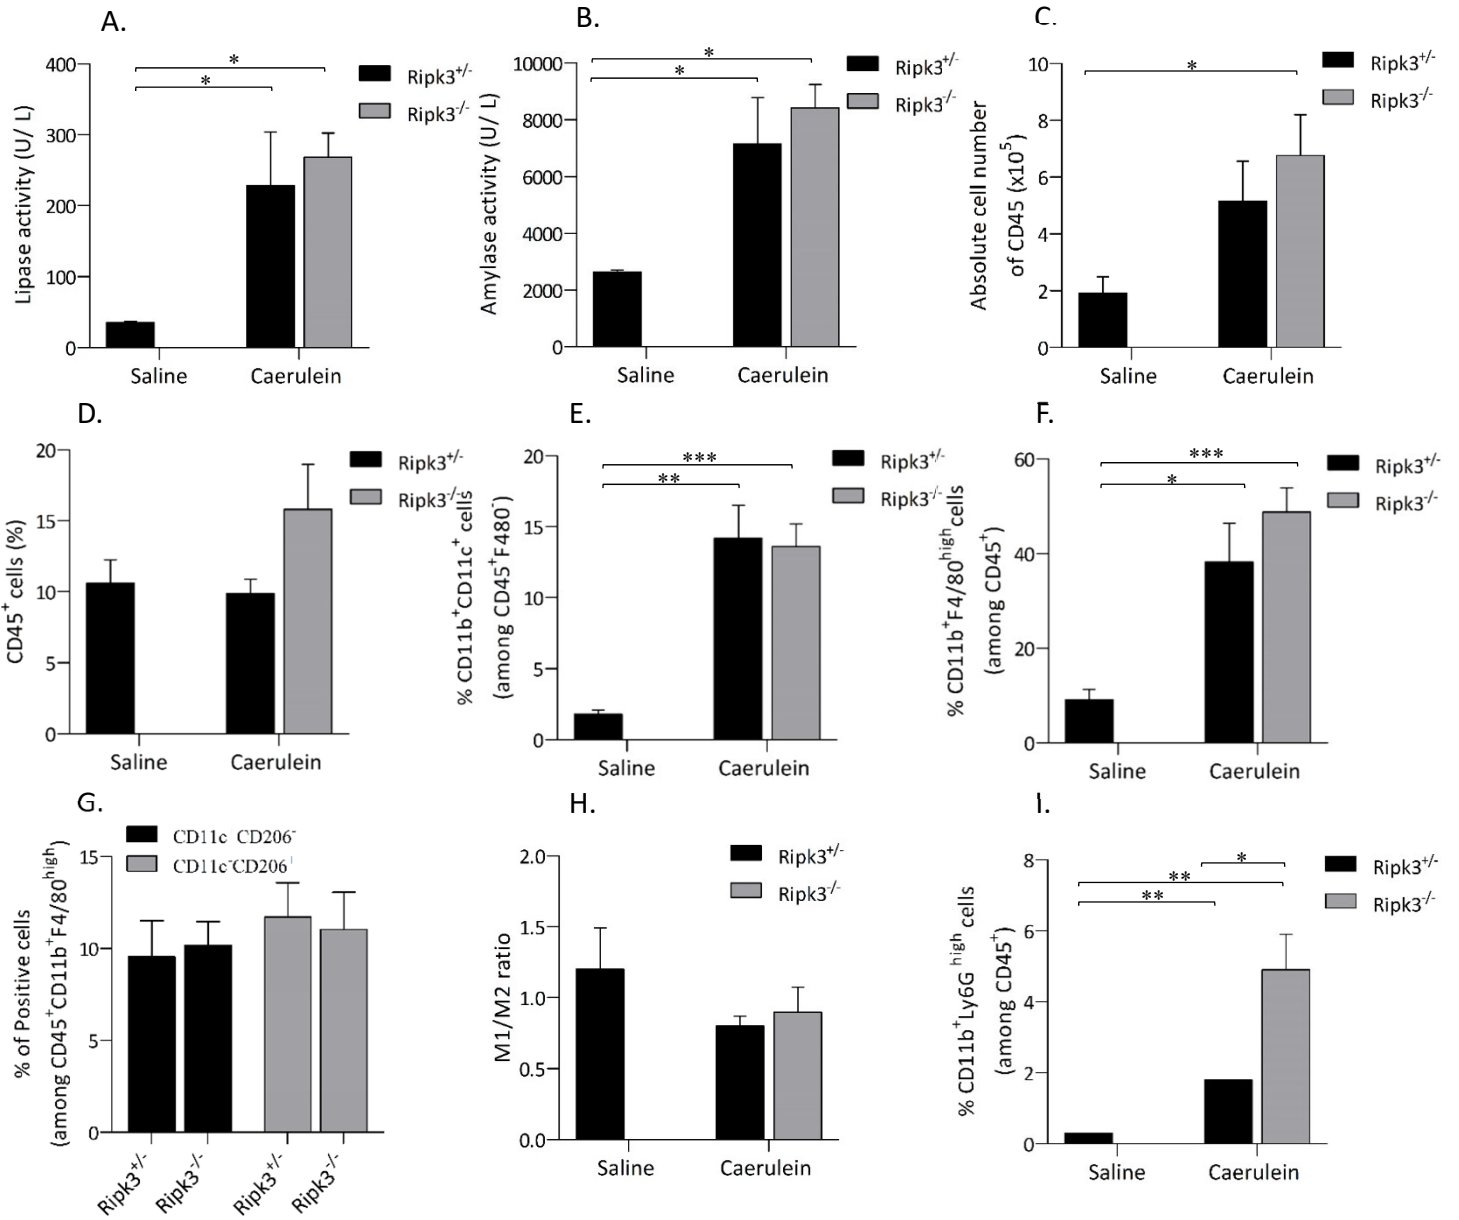 A.
400
300
200
100
0
Lipase activity (U/ L)
*
*
Ripk3+/-
Ripk3-/-
Saline
Caerulein
B.
10000
8000
6000
4000
2000
0
Amylase activity (U/ L)
*
*
Ripk3+/-
Ripk3-/-
Saline
Caerulein
C.
10
8
6
4
2
0
Absolute cell number
of CD45 (x10^5)
*
Ripk3+/-
Ripk3-/-
Saline
Caerulein
D.
20
15
10
5
0
CD45+ cells (%)
Ripk3+/-
Ripk3-/-
Saline
Caerulein
E.
20
15
10
5
0
% CD11b+CD11c+ cells
(among CD45+F480-)
***
**
Ripk3+/-
Ripk3-/-
Saline
Caerulein
F.
60
40
20
0
% CD11b+F4/80high cells
(among CD45+)
***
*
Ripk3+/-
Ripk3-/-
Saline
Caerulein
G.
CD11c CD206-
CD11c-CD206
15
10
5
0
% of Positive cells
(among CD45+CD11b+F4/80high)
Ripk3+/-
Ripk3-/-
Ripk3+/-
Ripk3-/-
H.
2.0
1.5
1.0
0.5
0.0
M1/M2 ratio
Ripk3+/-
Ripk3-/-
Saline
Caerulein
I.
8
6
4
2
0
% CD11b+Ly6G high cells
(among CD45+)
*
**
**
Ripk3+/-
Ripk3-/-
Saline
Caerulein